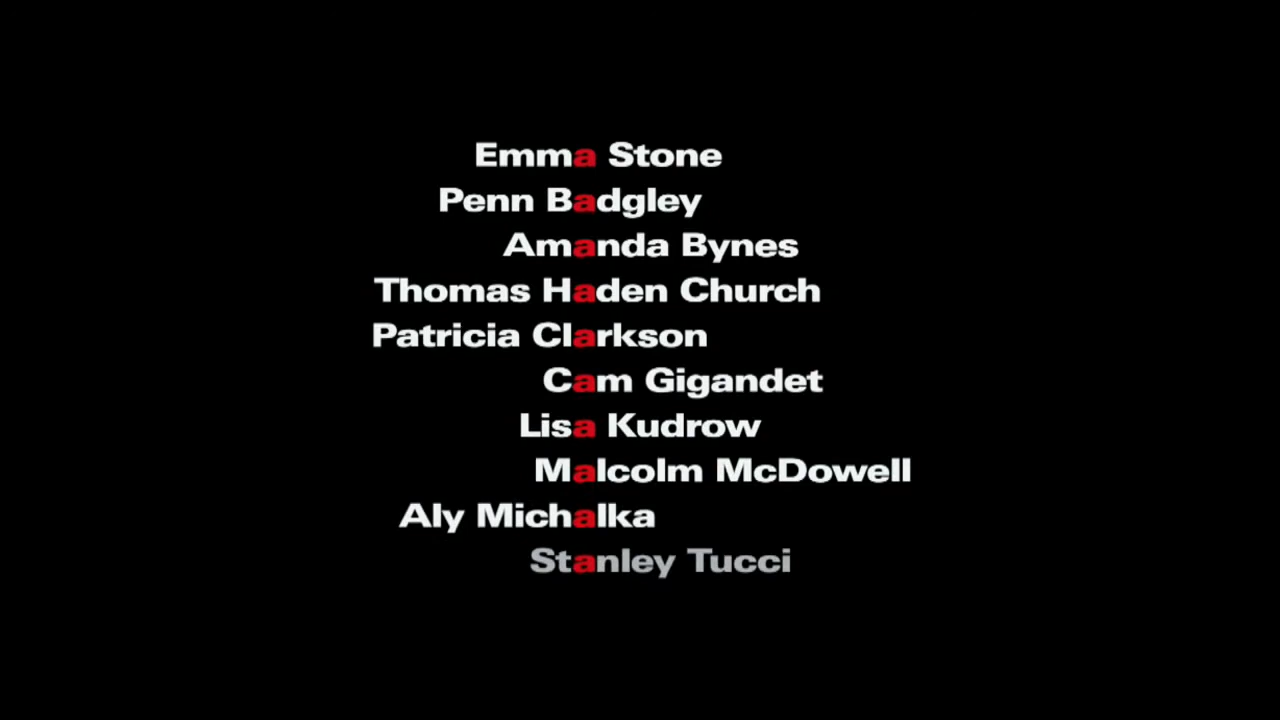 Emma Stone
Penn Badgley
Amanda Bynes
Thomas Haden Church
Patricia Clarkson
Cam Gigandet
Lisa Kudrow
Malcolm McDowell
Aly Michalka
Stanley Tucci